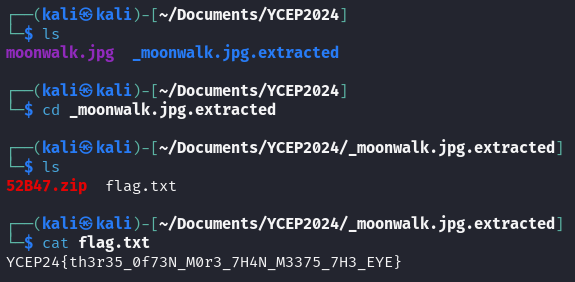 ┌──(kali㉿kali)-[~/Documents/YCEP2024]
└─$ ls
moonwalk.jpg  _moonwalk.jpg.extracted
┌──(kali㉿kali)-[~/Documents/YCEP2024]
└─$ cd _moonwalk.jpg.extracted
┌──(kali㉿kali)-[~/Documents/YCEP2024/_moonwalk.jpg.extracted]
└─$ ls
52B47.zip  flag.txt
┌──(kali㉿kali)-[~/Documents/YCEP2024/_moonwalk.jpg.extracted]
└─$ cat flag.txt
YCEP24{th3r35_0f73N_M0r3_7H4N_M3375_7H3_EYE}